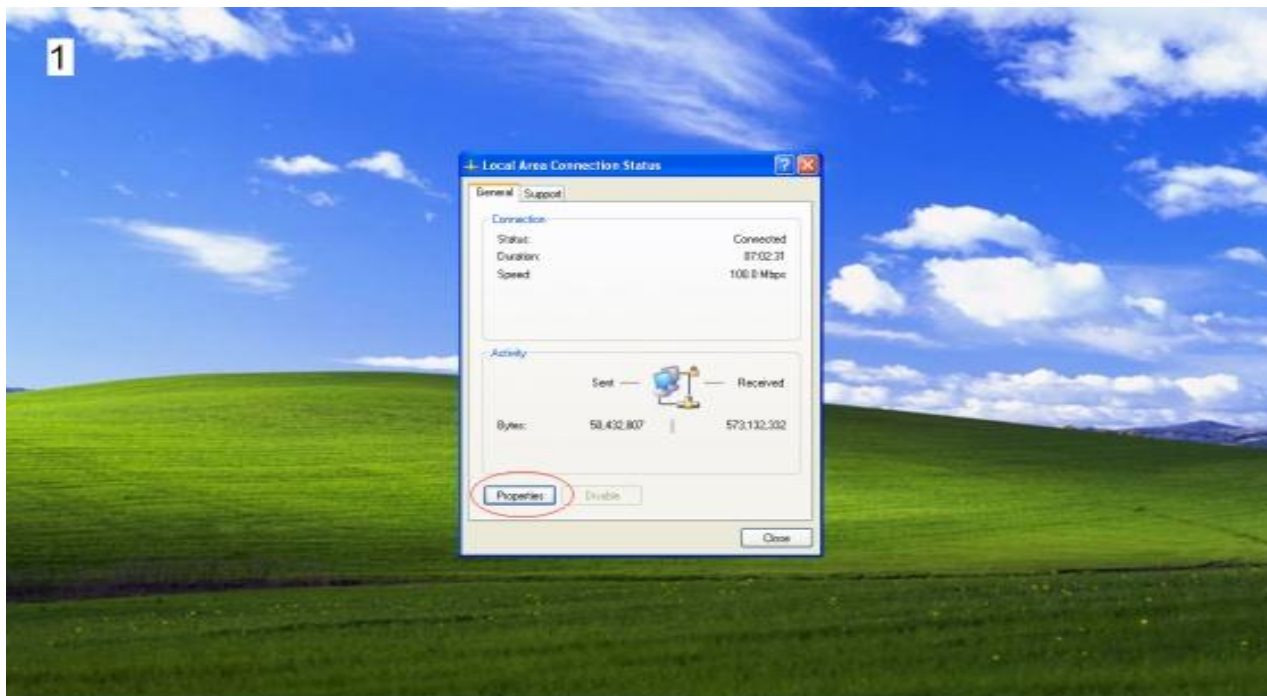 1
Local Area Connection Status
General Support
Connection
Status: Connected
Duration: 07:02:31
Speed: 100.0 Mbps
Activity
Sent — — Received
Bytes: 58,432,807 573,132,332
Properties Disable
Close